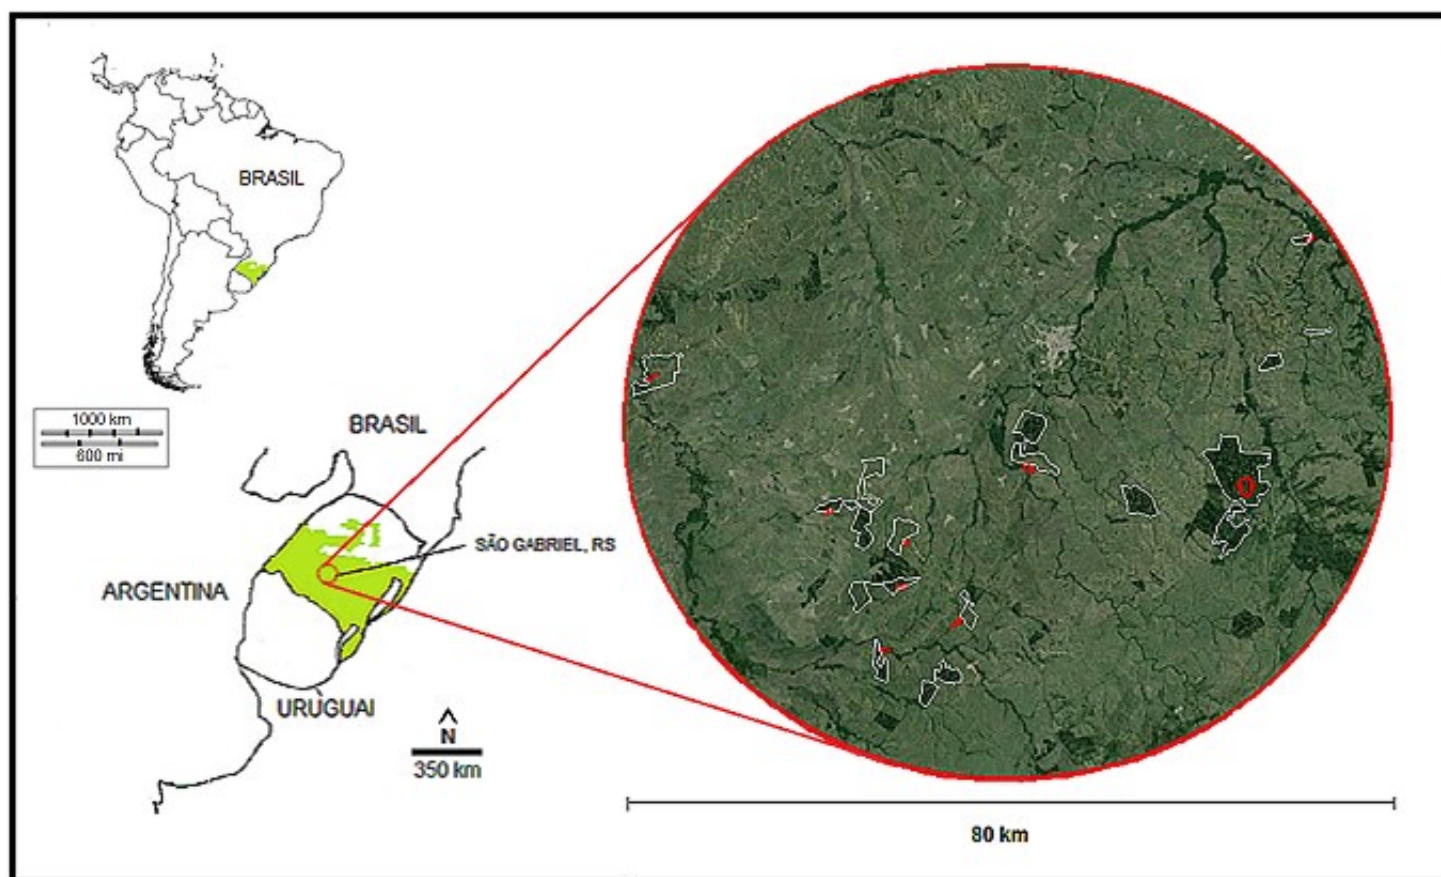 BRASIL
1000 km
600 mi
BRASIL
SÃO GABRIEL, RS
ARGENTINA
URUGUAI
N
350 km
80 km